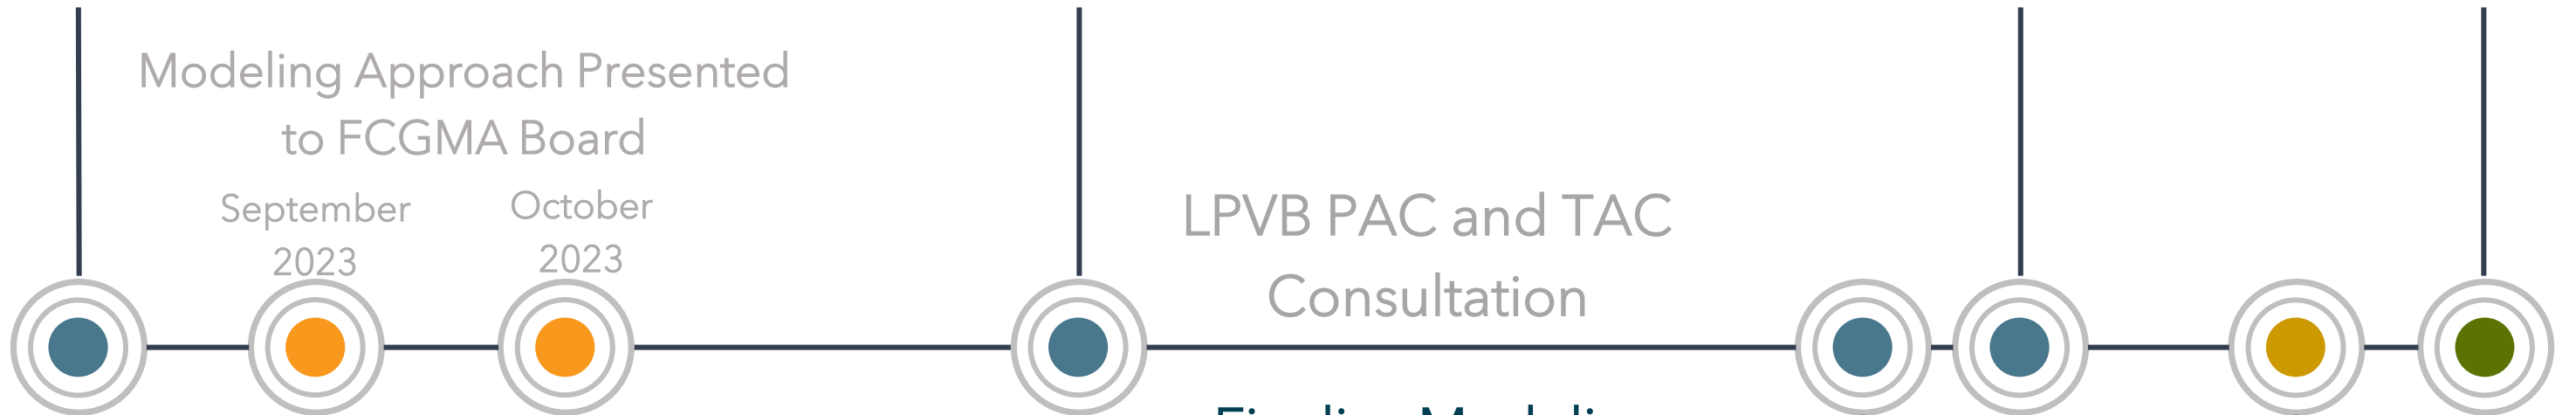 Modeling Approach Presented
to FCGMA Board
September
2023
October
2023
LPVB PAC and TAC
Consultation